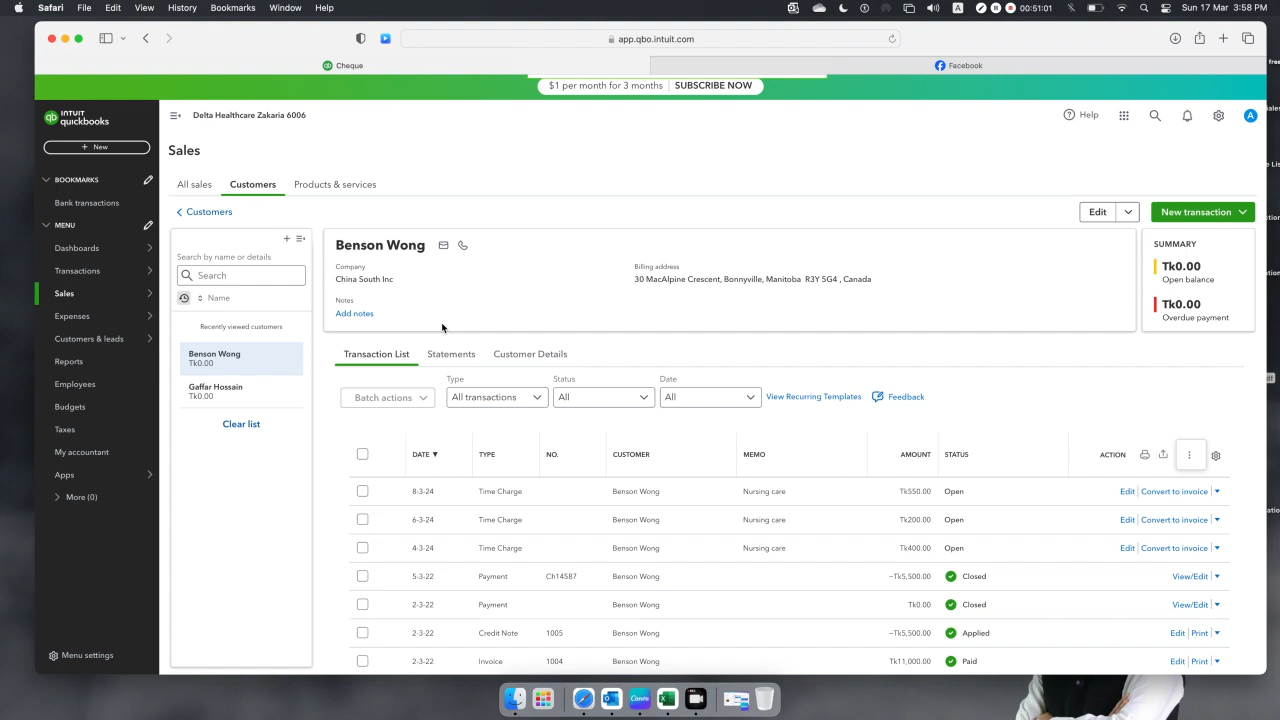 Safari File Edit View History Bookmarks Window Help 00:51:01 A Sun 17 Mar 3:58 PM
app.qbo.intuit.com
Cheque Facebook
$1 per month for 3 months SUBSCRIBE NOW
INTUIT
quickbooks
Delta Healthcare Zakaria 6006
Help
A
+ New
BOOKMARKS
Bank transactions
MENU
Dashboards
Transactions
Sales
Expenses
Customers & leads
Reports
Employees
Budgets
Taxes
My accountant
Apps
More (0)
Menu settings
Sales
All sales Customers Products & services
Customers
Edit
New transaction
Search by name or details
Search
Name
Recently viewed customers
Benson Wong
Tk0.00
Gaffar Hossain
Tk0.00
Clear list
Benson Wong
Company
China South Inc
Billing address
30 MacAlpine Crescent, Bonnyville, Manitoba R3Y 5G4 , Canada
Notes
Add notes
SUMMARY
Tk0.00
Open balance
Tk0.00
Overdue payment
Transaction List Statements Customer Details
Batch actions
Type
All transactions
Status
All
Date
All
View Recurring Templates
Feedback
DATE ▼ TYPE NO. CUSTOMER MEMO AMOUNT STATUS ACTION
8-3-24 Time Charge Benson Wong Nursing care Tk550.00 Open Edit Convert to invoice
6-3-24 Time Charge Benson Wong Nursing care Tk200.00 Open Edit Convert to invoice
4-3-24 Time Charge Benson Wong Nursing care Tk400.00 Open Edit Convert to invoice
5-3-22 Payment Ch14587 Benson Wong −Tk5,500.00 Closed View/Edit
2-3-22 Payment Benson Wong Tk0.00 Closed View/Edit
2-3-22 Credit Note 1005 Benson Wong −Tk5,500.00 Applied Edit Print
2-3-22 Invoice 1004 Benson Wong Tk11,000.00 Paid Edit Print
Canva